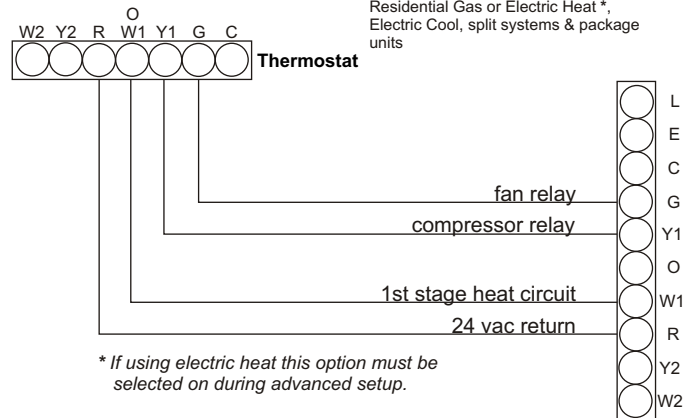 Residential Gas or Electric Heat *,
Electric Cool, split systems & package
units
O
W2 Y2 R W1 Y1 G C
Thermostat
L
E
C
fan relay
G
compressor relay
Y1
O
1st stage heat circuit
W1
24 vac return
R
* If using electric heat this option must be
selected on during advanced setup.
Y2
W2